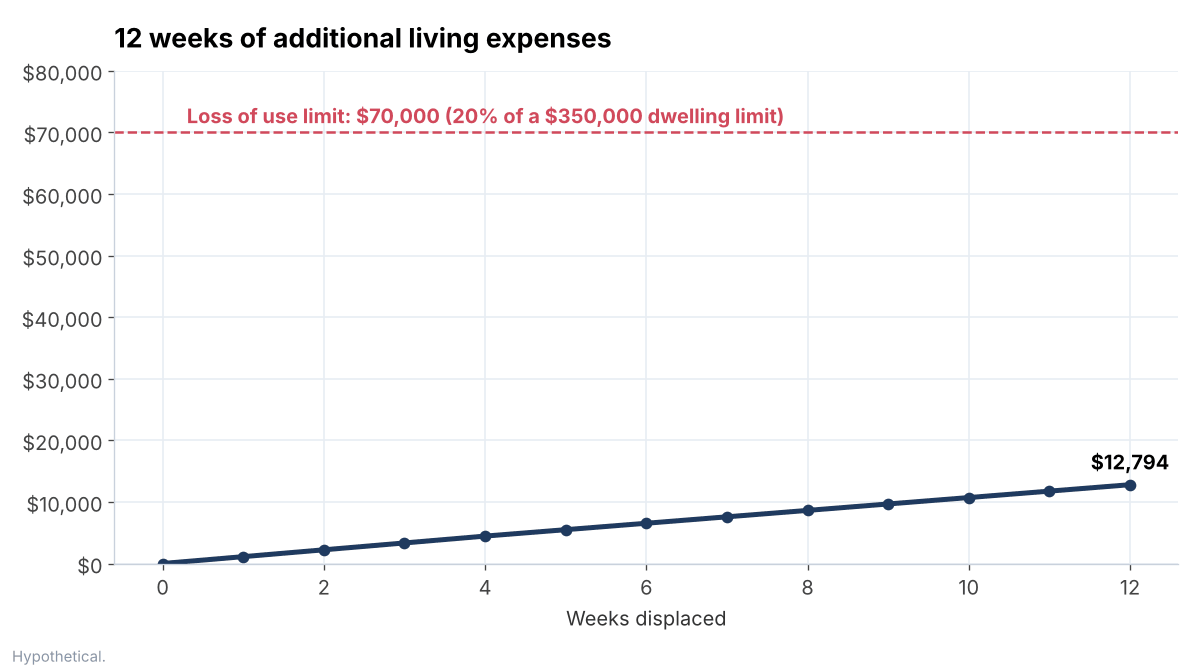 12 weeks of additional living expenses
$80,000
Loss of use limit: $70,000 (20% of a $350,000 dwelling limit)
$70,000
$60,000
$50,000
$40,000
$30,000
$20,000
$12,794
$10,000
$0
0 2 4 6 8 10 12
Weeks displaced
Hypothetical.